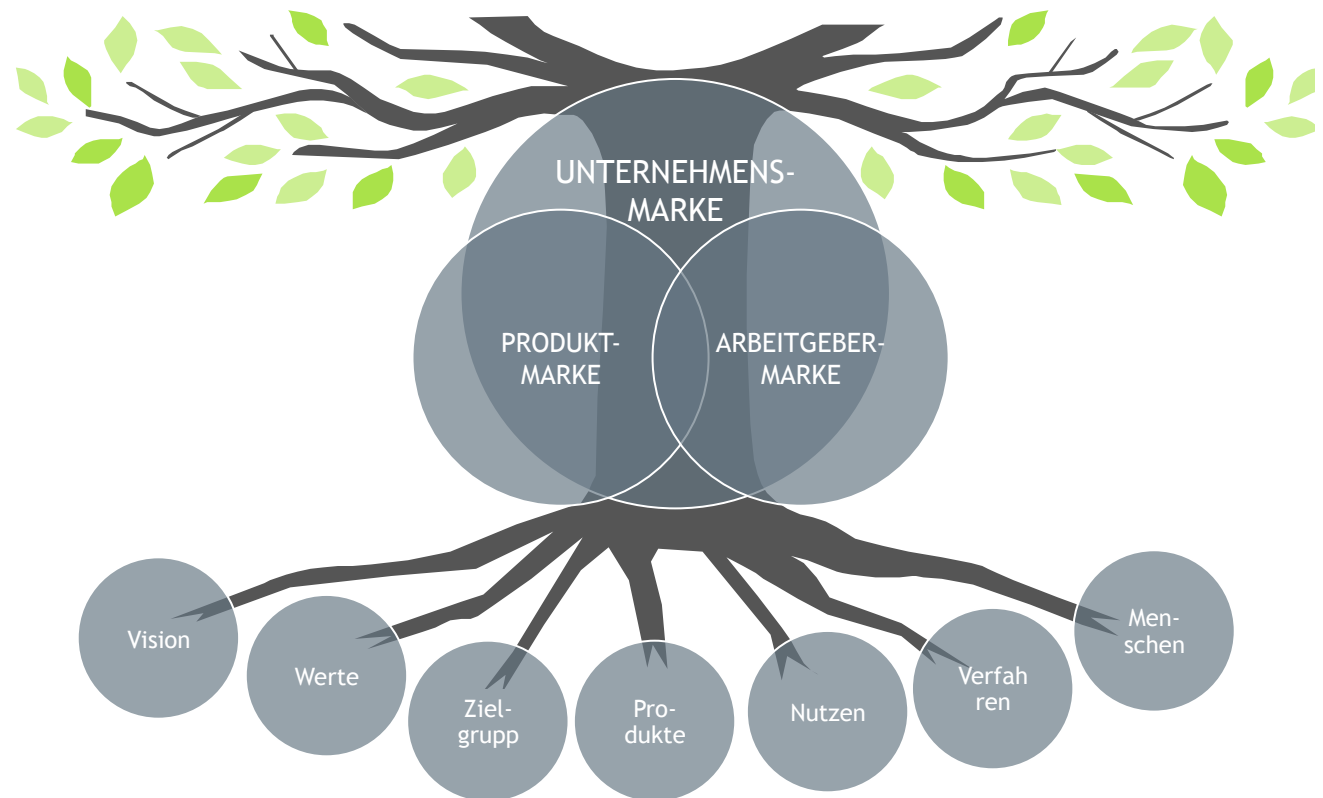 UNTERNEHMENS-
MARKE
PRODUKT-
MARKE
ARBEITGEBER-
MARKE
Vision
Werte
Ziel-
grupp
Pro-
dukte
Nutzen
Verfah
ren
Men-
schen